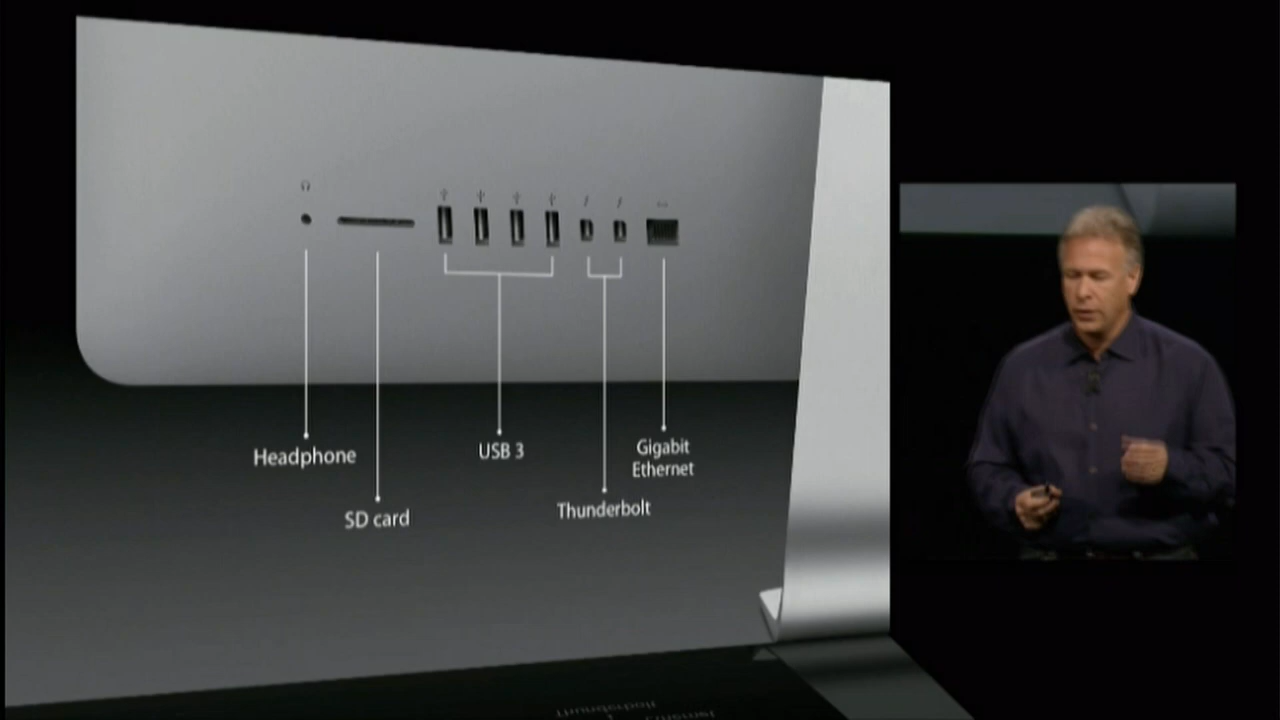 Headphone
SD card
USB 3
Thunderbolt
Gigabit
Ethernet